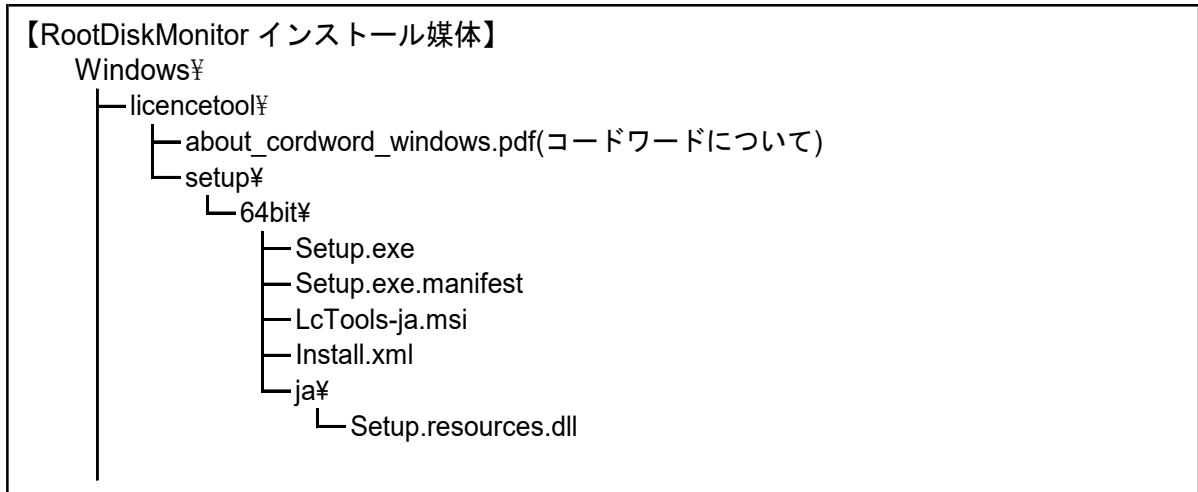 【RootDiskMonitor インストール媒体】
Windows¥
licencetool¥
about_cordword_windows.pdf(コードワードについて)
setup¥
64bit¥
Setup.exe
Setup.exe.manifest
LcTools-ja.msi
Install.xml
ja¥
Setup.resources.dll